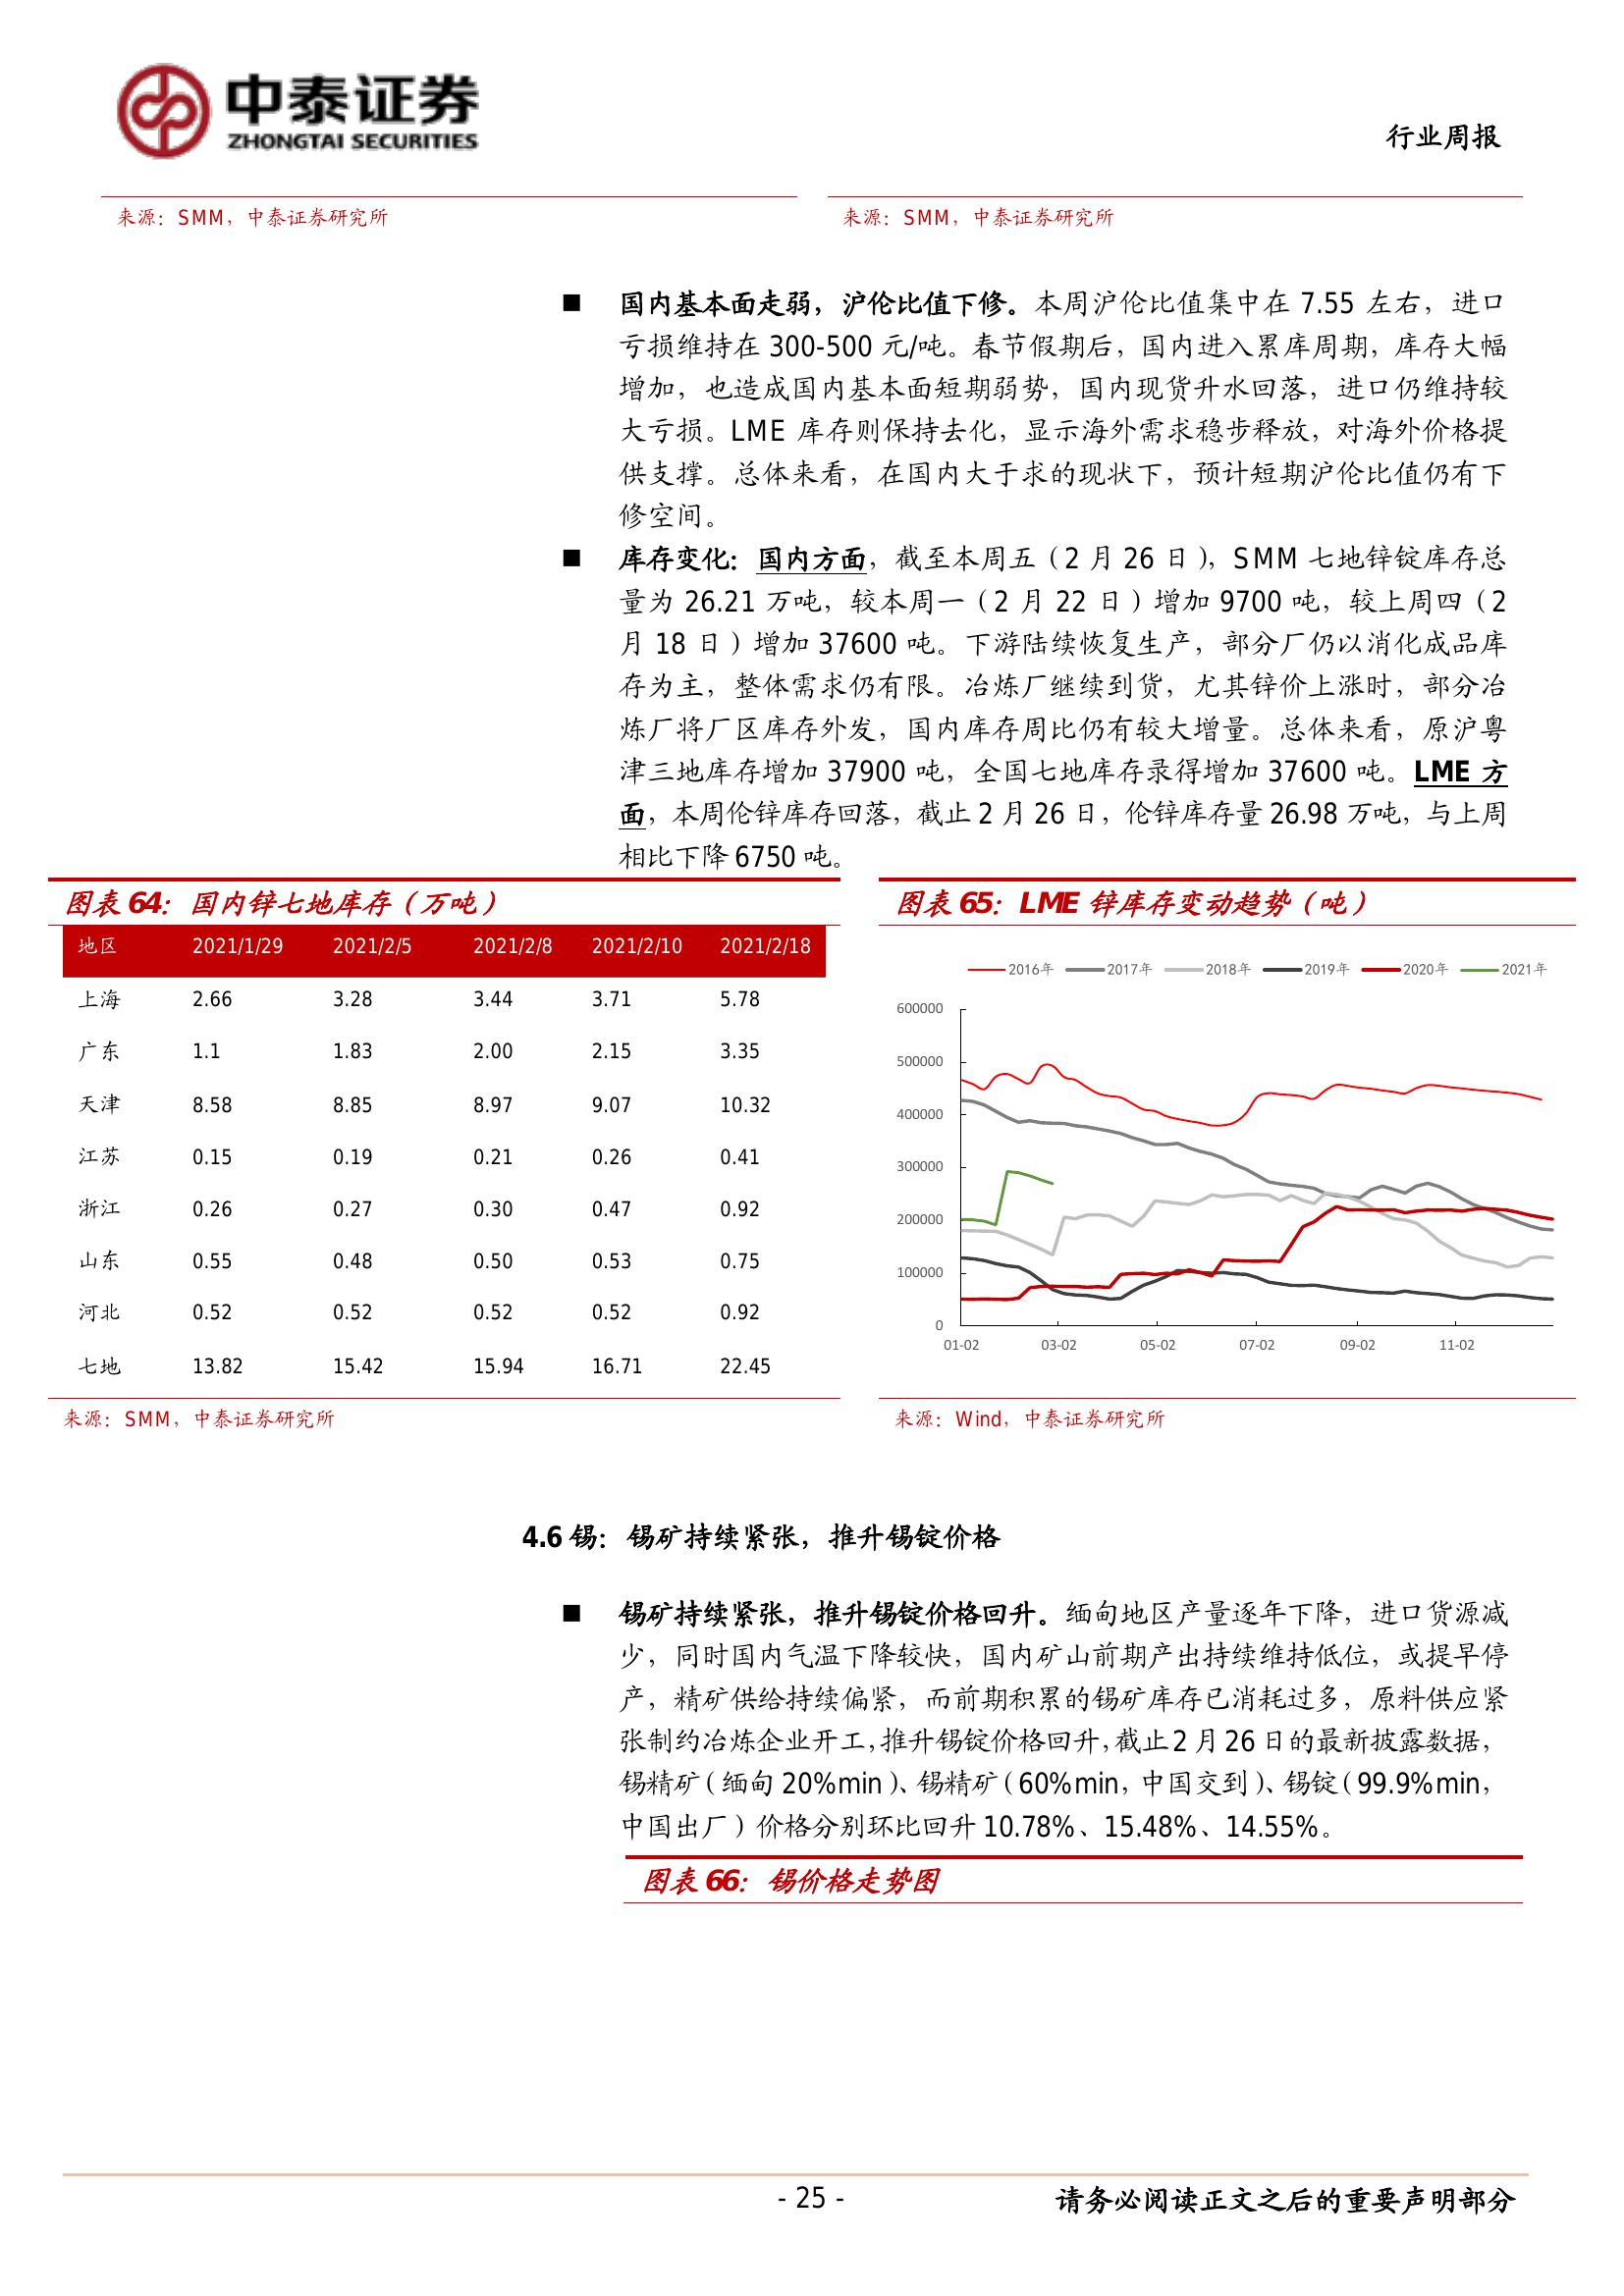 中泰证券
ZHONGTAI SECURITIES
行业周报
来源：SMM，中泰证券研究所
来源：SMM，中泰证券研究所
■ 国内基本面走弱，沪伦比值下修。本周沪伦比值集中在 7.55 左右，进口
亏损维持在 300-500 元/吨。春节假期后，国内进入累库周期，库存大幅
增加，也造成国内基本面短期弱势，国内现货升水回落，进口仍维持较
大亏损。LME 库存则保持去化，显示海外需求稳步释放，对海外价格提
供支撑。总体来看，在国内大于求的现状下，预计短期沪伦比值仍有下
修空间。
■ 库存变化：国内方面，截至本周五（2 月 26 日），SMM 七地锌锭库存总
量为 26.21 万吨，较本周一（2 月 22 日）增加 9700 吨，较上周四（2
月 18 日）增加 37600 吨。下游陆续恢复生产，部分厂仍以消化成品库
存为主，整体需求仍有限。冶炼厂继续到货，尤其锌价上涨时，部分冶
炼厂将厂区库存外发，国内库存周比仍有较大增量。总体来看，原沪粤
津三地库存增加 37900 吨，全国七地库存录得增加 37600 吨。LME 方
面，本周伦锌库存回落，截止 2 月 26 日，伦锌库存量 26.98 万吨，与上周
相比下降 6750 吨。
图表 64：国内锌七地库存（万吨）
地区 2021/1/29 2021/2/5 2021/2/8 2021/2/10 2021/2/18
上海 2.66 3.28 3.44 3.71 5.78
广东 1.1 1.83 2.00 2.15 3.35
天津 8.58 8.85 8.97 9.07 10.32
江苏 0.15 0.19 0.21 0.26 0.41
浙江 0.26 0.27 0.30 0.47 0.92
山东 0.55 0.48 0.50 0.53 0.75
河北 0.52 0.52 0.52 0.52 0.92
七地 13.82 15.42 15.94 16.71 22.45
来源：SMM，中泰证券研究所
图表 65：LME 锌库存变动趋势（吨）
2016年 2017年 2018年 2019年 2020年 2021年
600000
500000
400000
300000
200000
100000
0
01-02 03-02 05-02 07-02 09-02 11-02
来源：Wind，中泰证券研究所
4.6 锡：锡矿持续紧张，推升锡锭价格
■ 锡矿持续紧张，推升锡锭价格回升。缅甸地区产量逐年下降，进口货源减
少，同时国内气温下降较快，国内矿山前期产出持续维持低位，或提早停
产，精矿供给持续偏紧，而前期积累的锡矿库存已消耗过多，原料供应紧
张制约冶炼企业开工，推升锡锭价格回升，截止 2 月 26 日的最新披露数据，
锡精矿（缅甸 20%min）、锡精矿（60%min，中国交到）、锡锭（99.9%min，
中国出厂）价格分别环比回升 10.78%、15.48%、14.55%。
图表 66：锡价格走势图
- 25 -
请务必阅读正文之后的重要声明部分